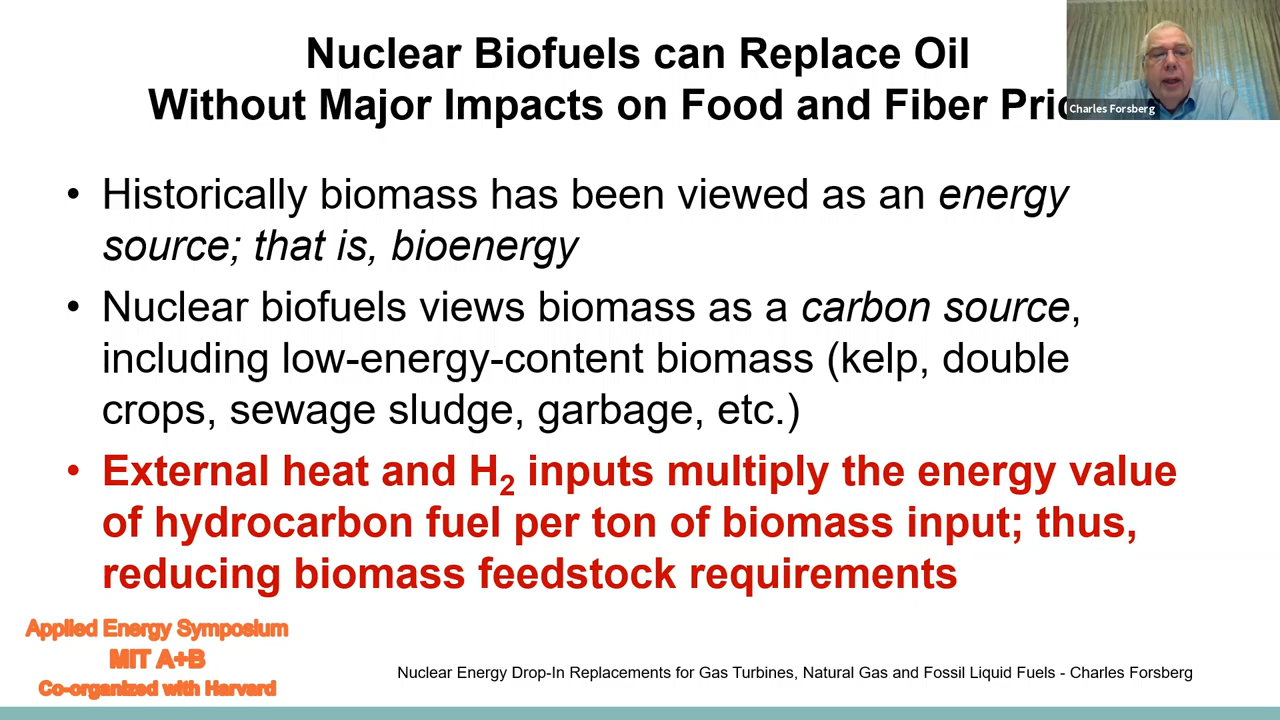 Nuclear Biofuels can Replace Oil
Without Major Impacts on Food and Fiber
Charles Forsberg
• Historically biomass has been viewed as an energy
source; that is, bioenergy
• Nuclear biofuels views biomass as a carbon source,
including low-energy-content biomass (kelp, double
crops, sewage sludge, garbage, etc.)
• External heat and H₂ inputs multiply the energy value
of hydrocarbon fuel per ton of biomass input; thus,
reducing biomass feedstock requirements
Applied Energy Symposium
MIT A+B
Co-organized with Harvard
Nuclear Energy Drop-In Replacements for Gas Turbines, Natural Gas and Fossil Liquid Fuels - Charles Forsberg